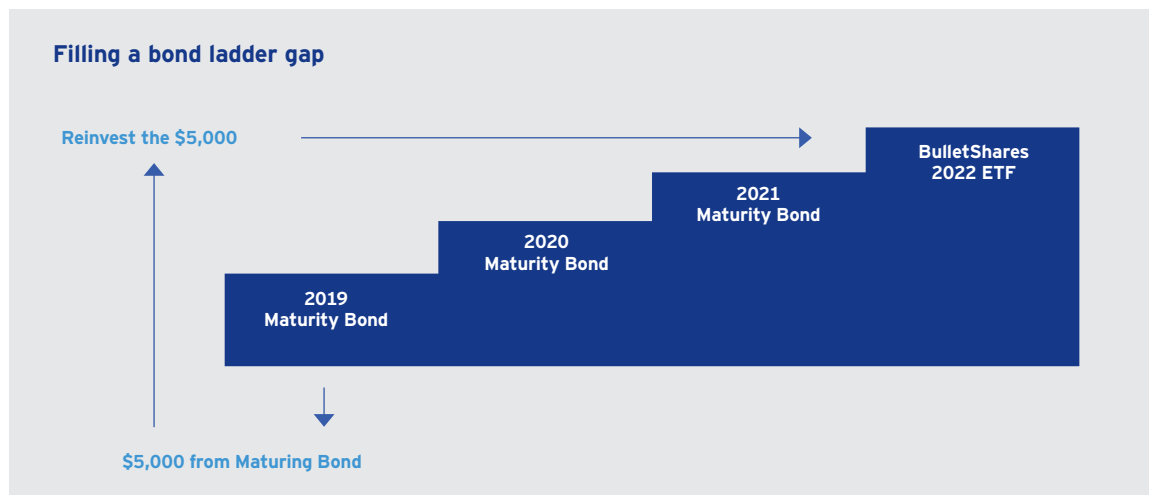 Filling a bond ladder gap
Reinvest the $5,000
BulletShares
2022 ETF
2021
Maturity Bond
2020
Maturity Bond
2019
Maturity Bond
$5,000 from Maturing Bond